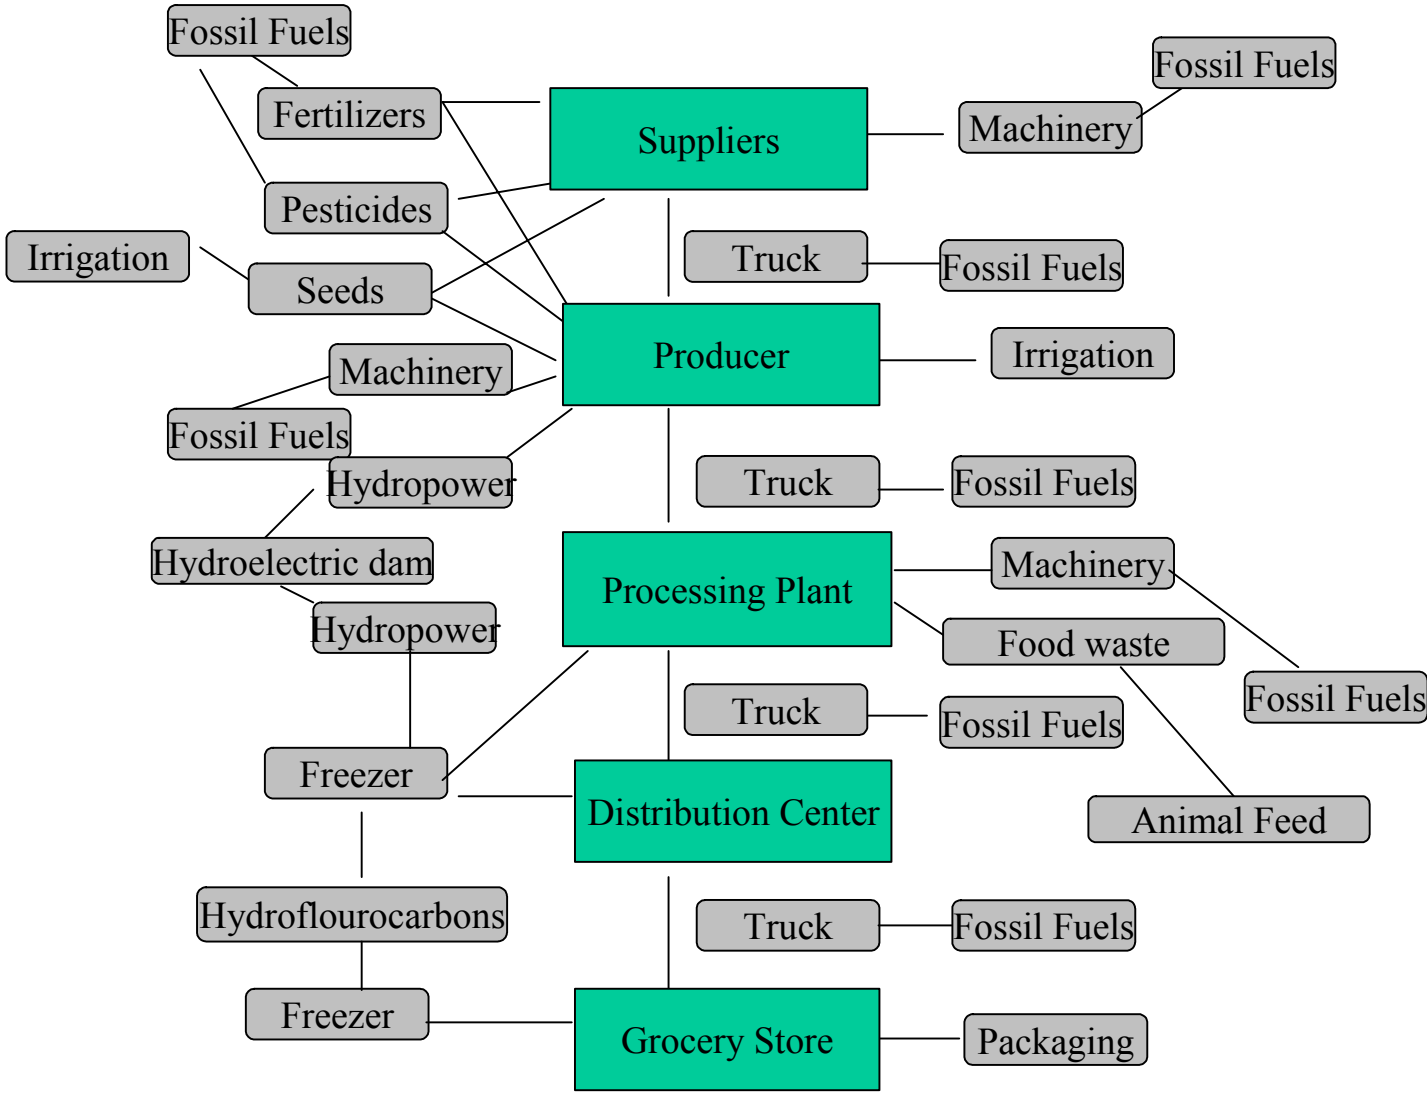 Fossil Fuels
Fossil Fuels
Fertilizers
Suppliers
Machinery
Pesticides
Irrigation
Truck
Fossil Fuels
Seeds
Producer
Irrigation
Machinery
Fossil Fuels
Hydropower
Truck
Fossil Fuels
Hydroelectric dam
Processing Plant
Machinery
Hydropower
Food waste
Fossil Fuels
Truck
Fossil Fuels
Freezer
Distribution Center
Animal Feed
Hydroflourocarbons
Truck
Fossil Fuels
Freezer
Grocery Store
Packaging